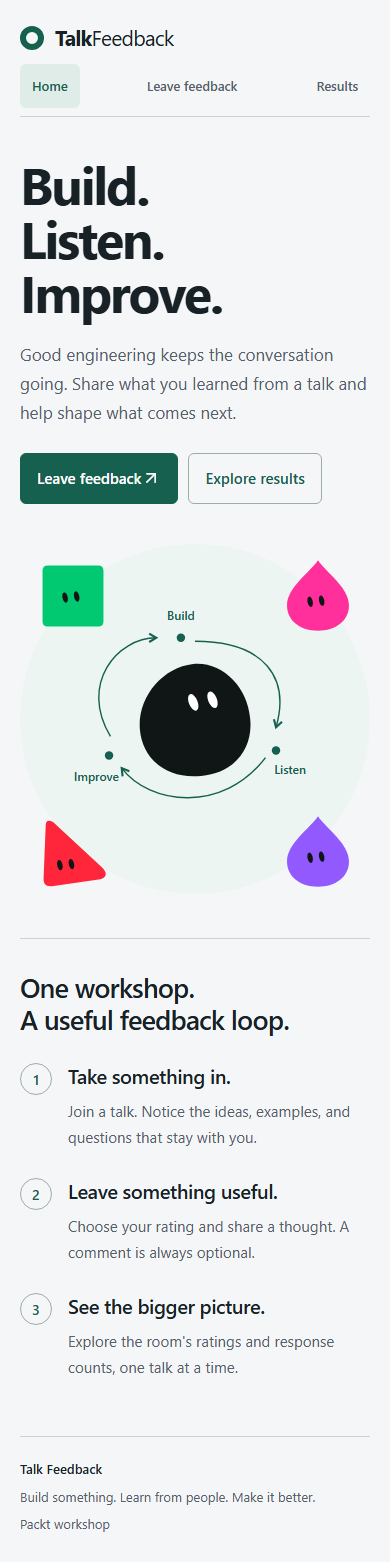 TalkFeedback
Home Leave feedback Results
Build.
Listen.
Improve.
Good engineering keeps the conversation
going. Share what you learned from a talk and
help shape what comes next.
Leave feedback Explore results
Build
Listen
Improve
One workshop.
A useful feedback loop.
1 Take something in.
Join a talk. Notice the ideas, examples, and
questions that stay with you.
2 Leave something useful.
Choose your rating and share a thought. A
comment is always optional.
3 See the bigger picture.
Explore the room's ratings and response
counts, one talk at a time.
Talk Feedback
Build something. Learn from people. Make it better.
Packt workshop